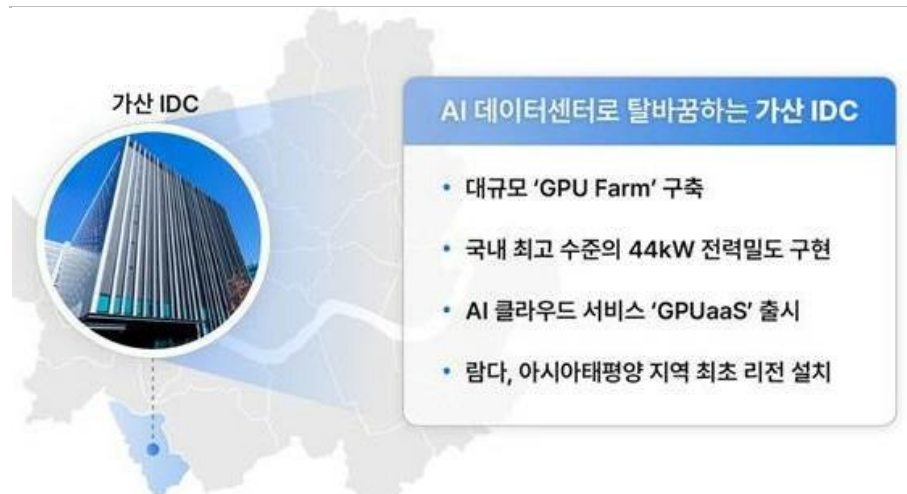 가산 IDC
AI 데이터센터로 탈바꿈하는 가산 IDC
• 대규모 ‘GPU Farm’ 구축
• 국내 최고 수준의 44kW 전력밀도 구현
• AI 클라우드 서비스 ‘GPUaaS’ 출시
• 람다, 아시아태평양 지역 최초 리전 설치